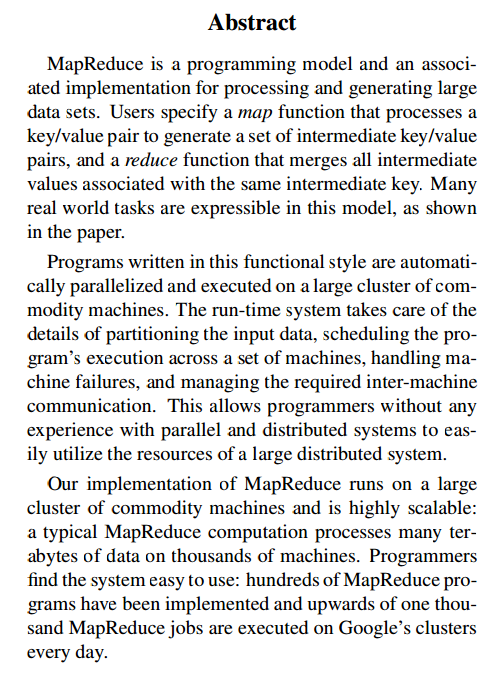 Abstract
MapReduce is a programming model and an associ-
ated implementation for processing and generating large
data sets. Users specify a map function that processes a
key/value pair to generate a set of intermediate key/value
pairs, and a reduce function that merges all intermediate
values associated with the same intermediate key. Many
real world tasks are expressible in this model, as shown
in the paper.
Programs written in this functional style are automati-
cally parallelized and executed on a large cluster of com-
modity machines. The run-time system takes care of the
details of partitioning the input data, scheduling the pro-
gram's execution across a set of machines, handling ma-
chine failures, and managing the required inter-machine
communication. This allows programmers without any
experience with parallel and distributed systems to eas-
ily utilize the resources of a large distributed system.
Our implementation of MapReduce runs on a large
cluster of commodity machines and is highly scalable:
a typical MapReduce computation processes many ter-
abytes of data on thousands of machines. Programmers
find the system easy to use: hundreds of MapReduce pro-
grams have been implemented and upwards of one thou-
sand MapReduce jobs are executed on Google's clusters
every day.